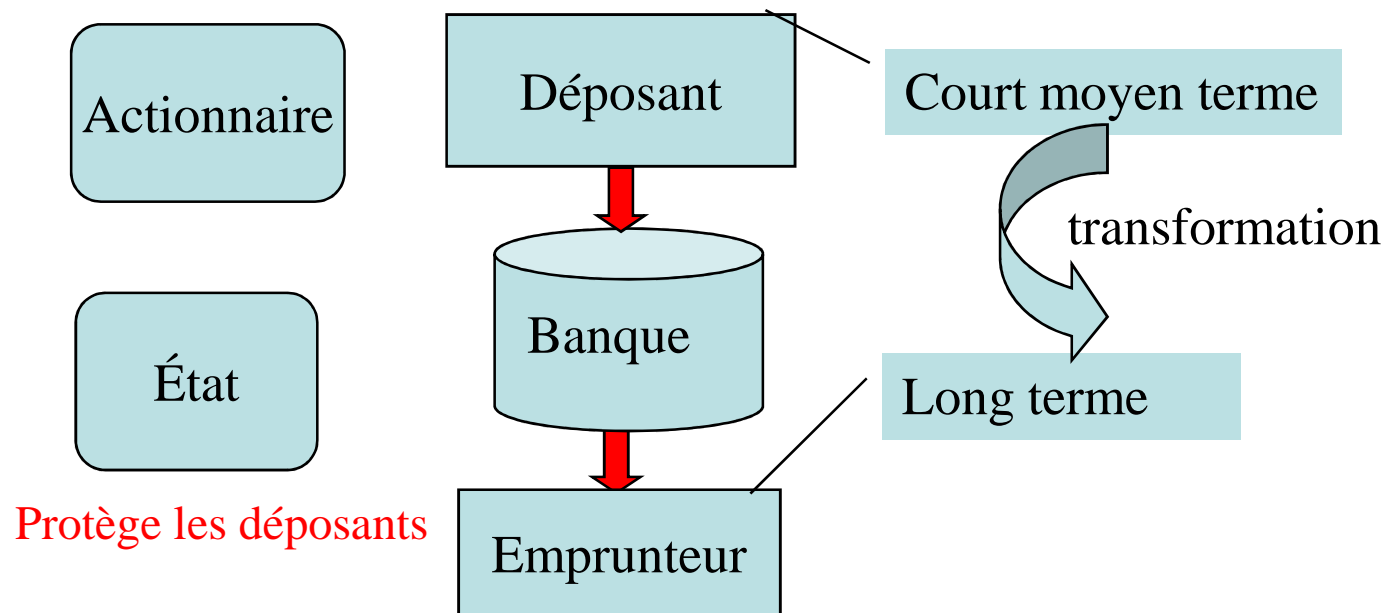 Actionnaire
Déposant
Court moyen terme
transformation
Banque
État
Long terme
Protège les déposants
Emprunteur